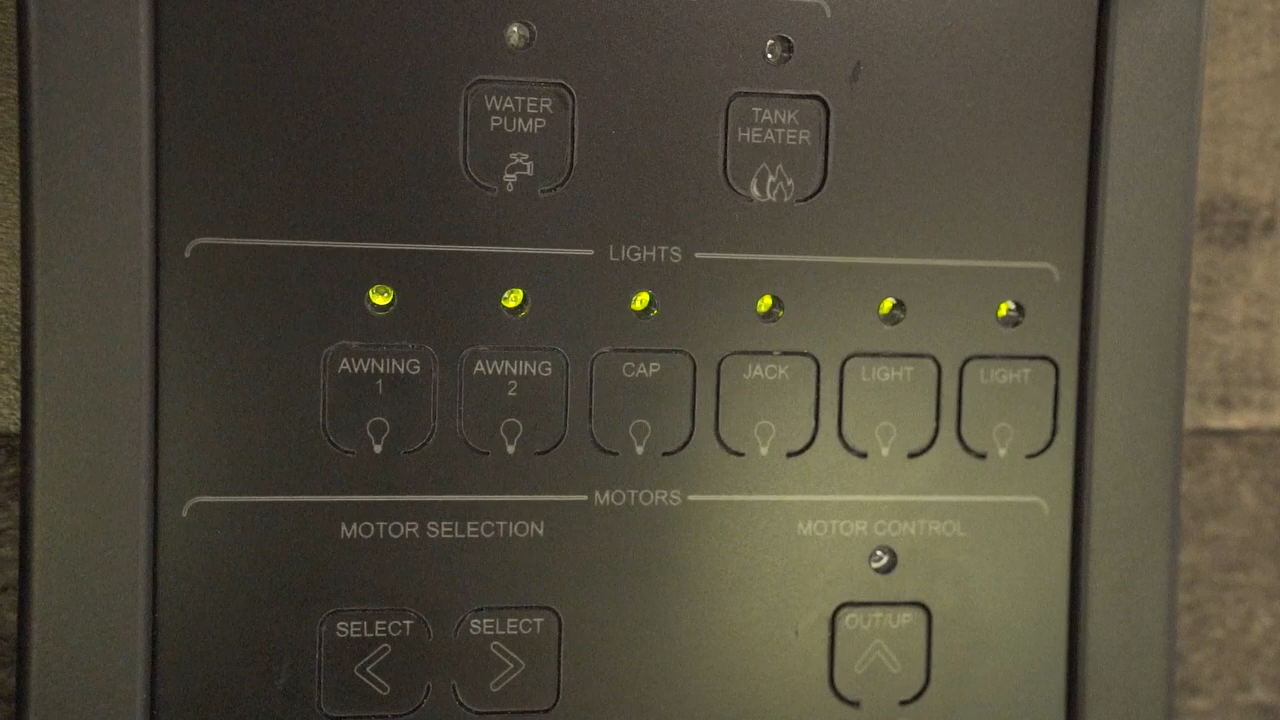 WATER
PUMP
TANK
HEATER
LIGHTS
AWNING
1
AWNING
2
CAP
JACK
LIGHT
LIGHT
MOTORS
MOTOR SELECTION
MOTOR CONTROL
SELECT
SELECT
OUT/UP